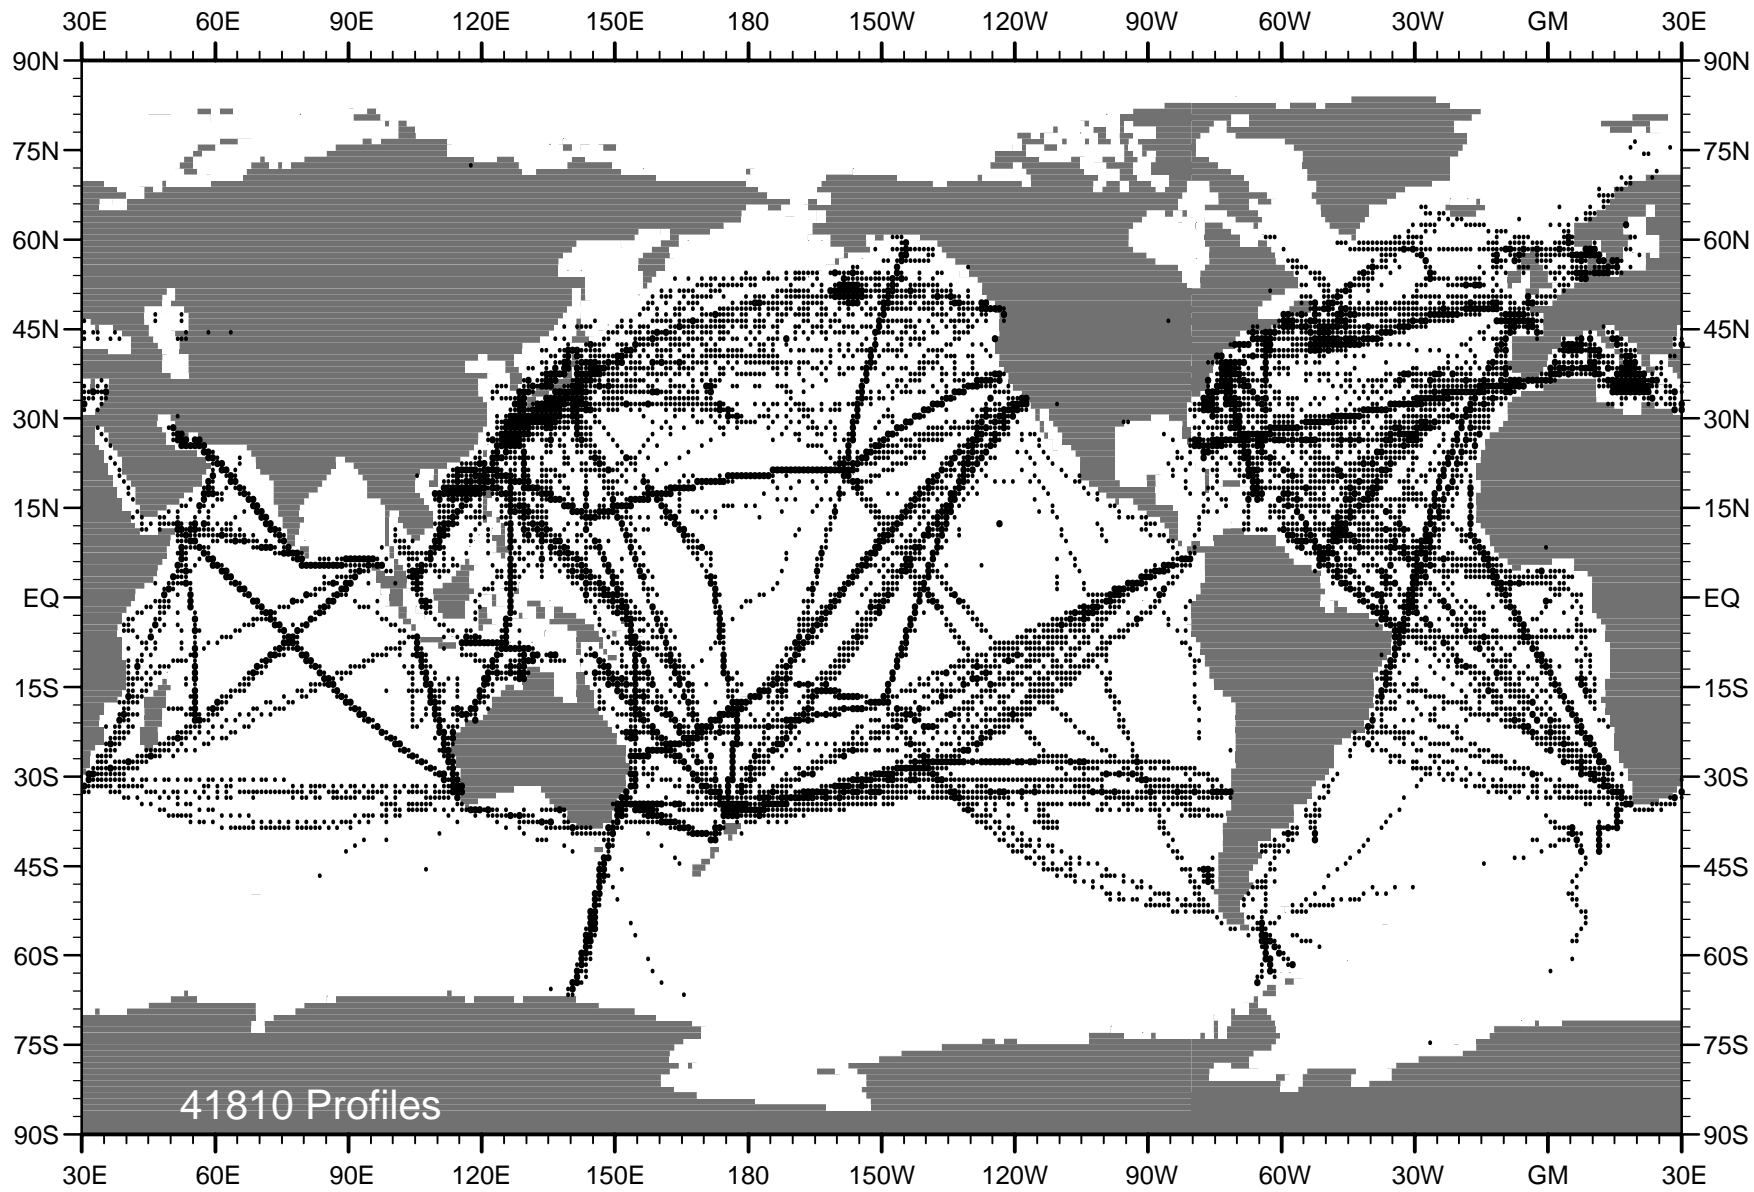 30E 60E 90E 120E 150E 180 150W 120W 90W 60W 30W GM 30E
90N 90N
75N 75N
60N 60N
45N 45N
30N 30N
15N 15N
EQ EQ
15S 15S
30S 30S
45S 45S
60S 60S
75S 75S
41810 Profiles
90S 90S
30E 60E 90E 120E 150E 180 150W 120W 90W 60W 30W GM 30E